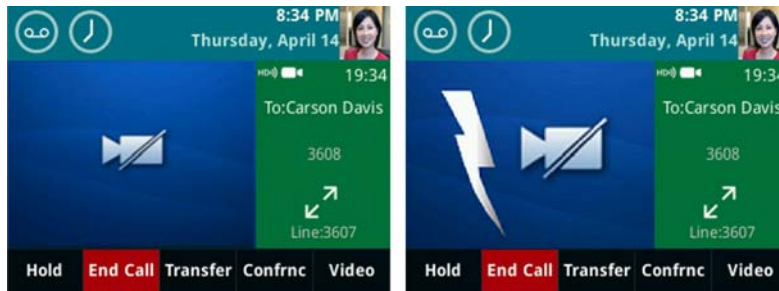 8:34 PM
Thursday, April 14
HD 19:34
To:Carson Davis
3608
Line:3607
Hold End Call Transfer Confrnc Video
8:34 PM
Thursday, April 14
HD 19:34
To:Carson Davis
3608
Line:3607
Hold End Call Transfer Confrnc Video